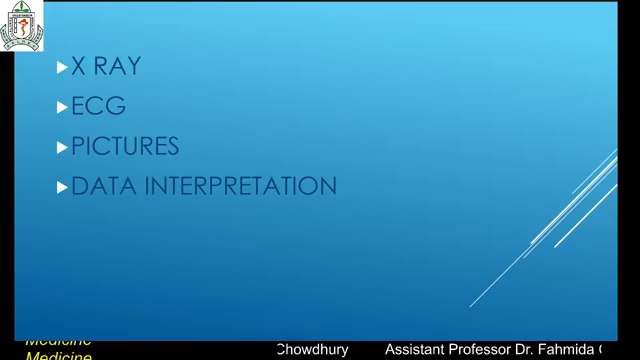 X RAY
ECG
PICTURES
DATA INTERPRETATION
Medicine
Medicine
Chowdhury Assistant Professor Dr. Fahmida